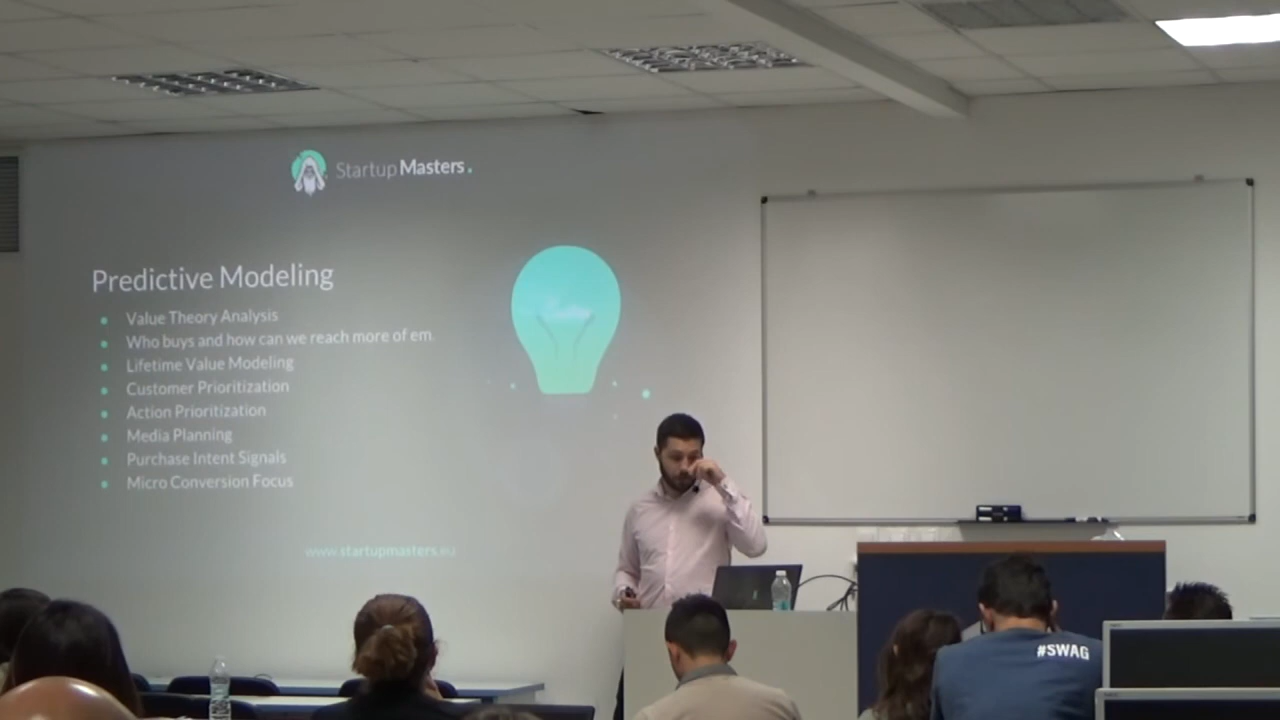 Startup Masters.
Predictive Modeling
Value Theory Analysis
Who buys and how can we reach more of em
Lifetime Value Modeling
Customer Prioritization
Action Prioritization
Media Planning
Purchase Intent Signals
Micro Conversion Focus
www.startupmasters.eu
#SWAG